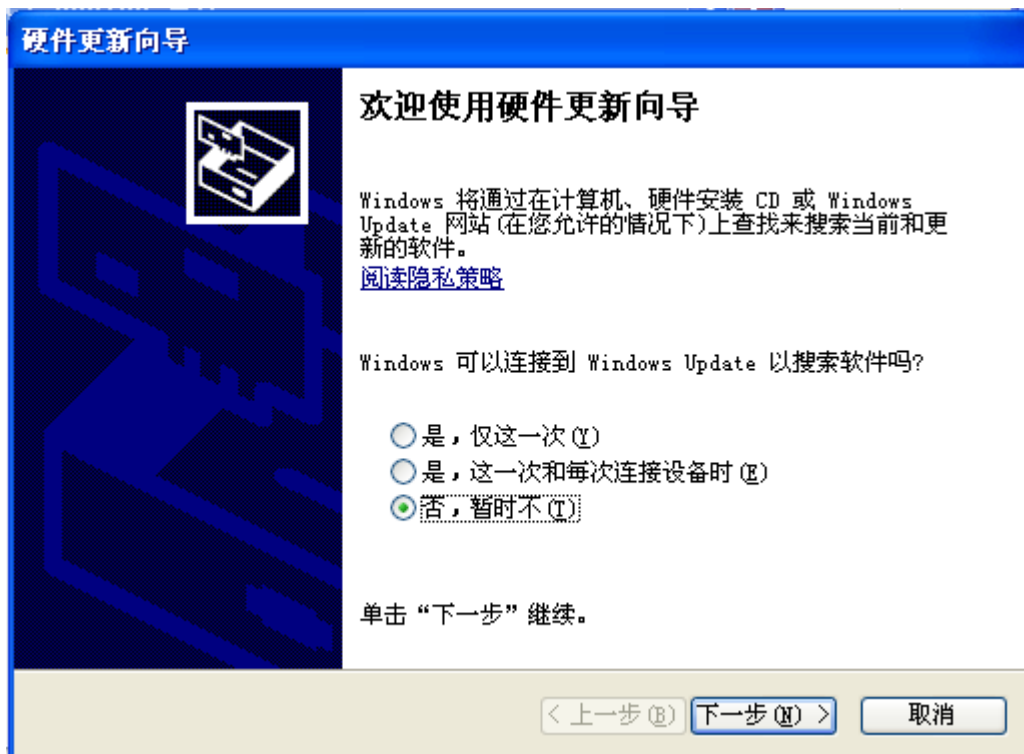 硬件更新向导
欢迎使用硬件更新向导
Windows 将通过在计算机、硬件安装 CD 或 Windows
Update 网站(在您允许的情况下)上查找来搜索当前和更
新的软件。
阅读隐私策略
Windows 可以连接到 Windows Update 以搜索软件吗?
是，仅这一次(Y)
是，这一次和每次连接设备时(E)
否，暂时不(T)
单击“下一步”继续。
< 上一步(B) 下一步(N) > 取消